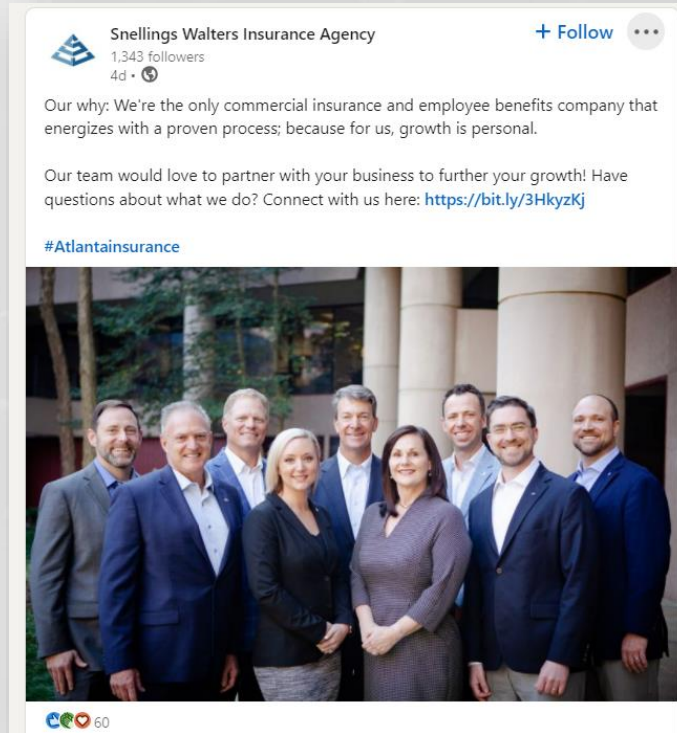 Snellings Walters Insurance Agency
+ Follow
1,343 followers
4d •
Our why: We're the only commercial insurance and employee benefits company that
energizes with a proven process; because for us, growth is personal.
Our team would love to partner with your business to further your growth! Have
questions about what we do? Connect with us here: https://bit.ly/3HkyzKj
#Atlantainsurance
60